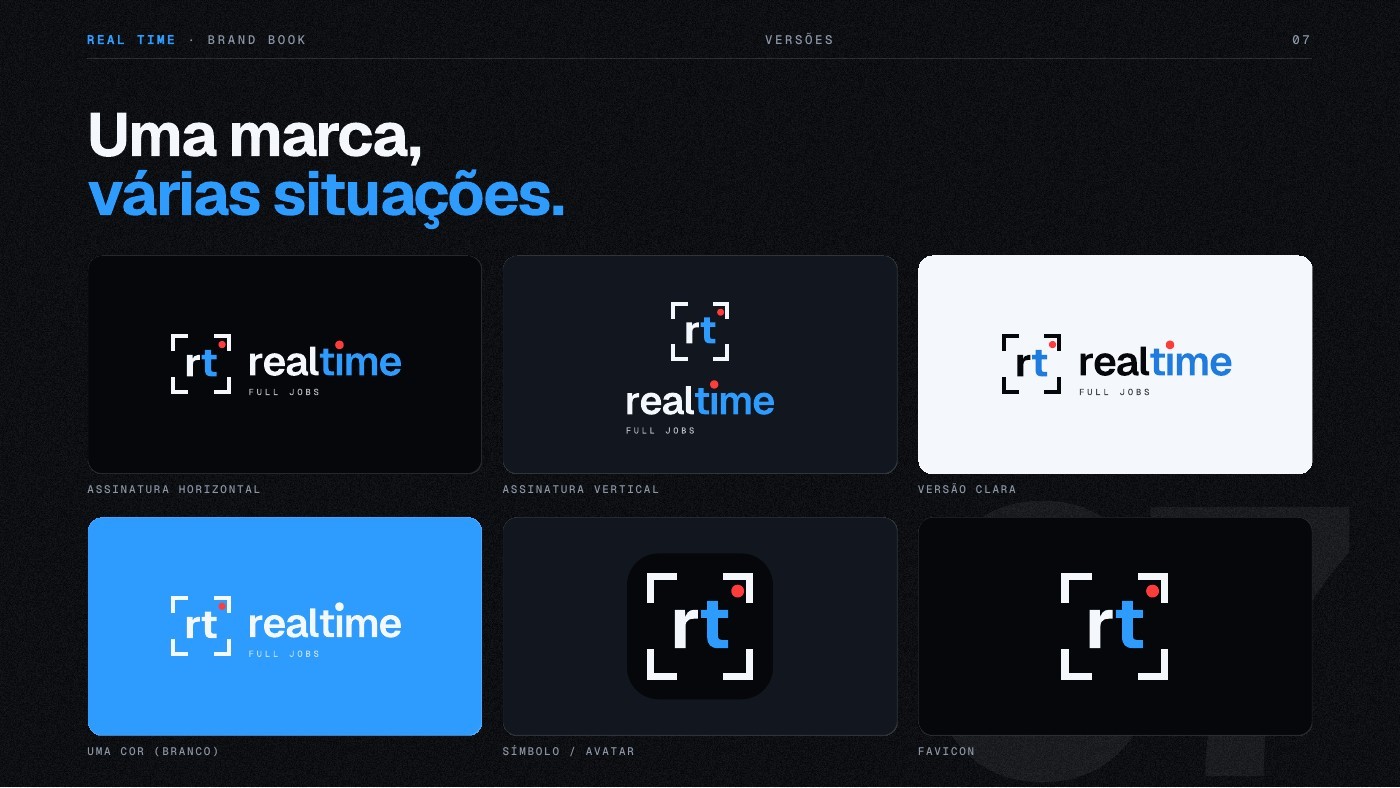 REAL TIME · BRAND BOOK
VERSÕES
07
Uma marca,
várias situações.
rt
realtime
FULL JOBS
rt
realtime
FULL JOBS
rt
realtime
FULL JOBS
ASSINATURA HORIZONTAL
ASSINATURA VERTICAL
VERSÃO CLARA
rt
realtime
FULL JOBS
rt
rt
07
UMA COR (BRANCO)
SÍMBOLO / AVATAR
FAVICON